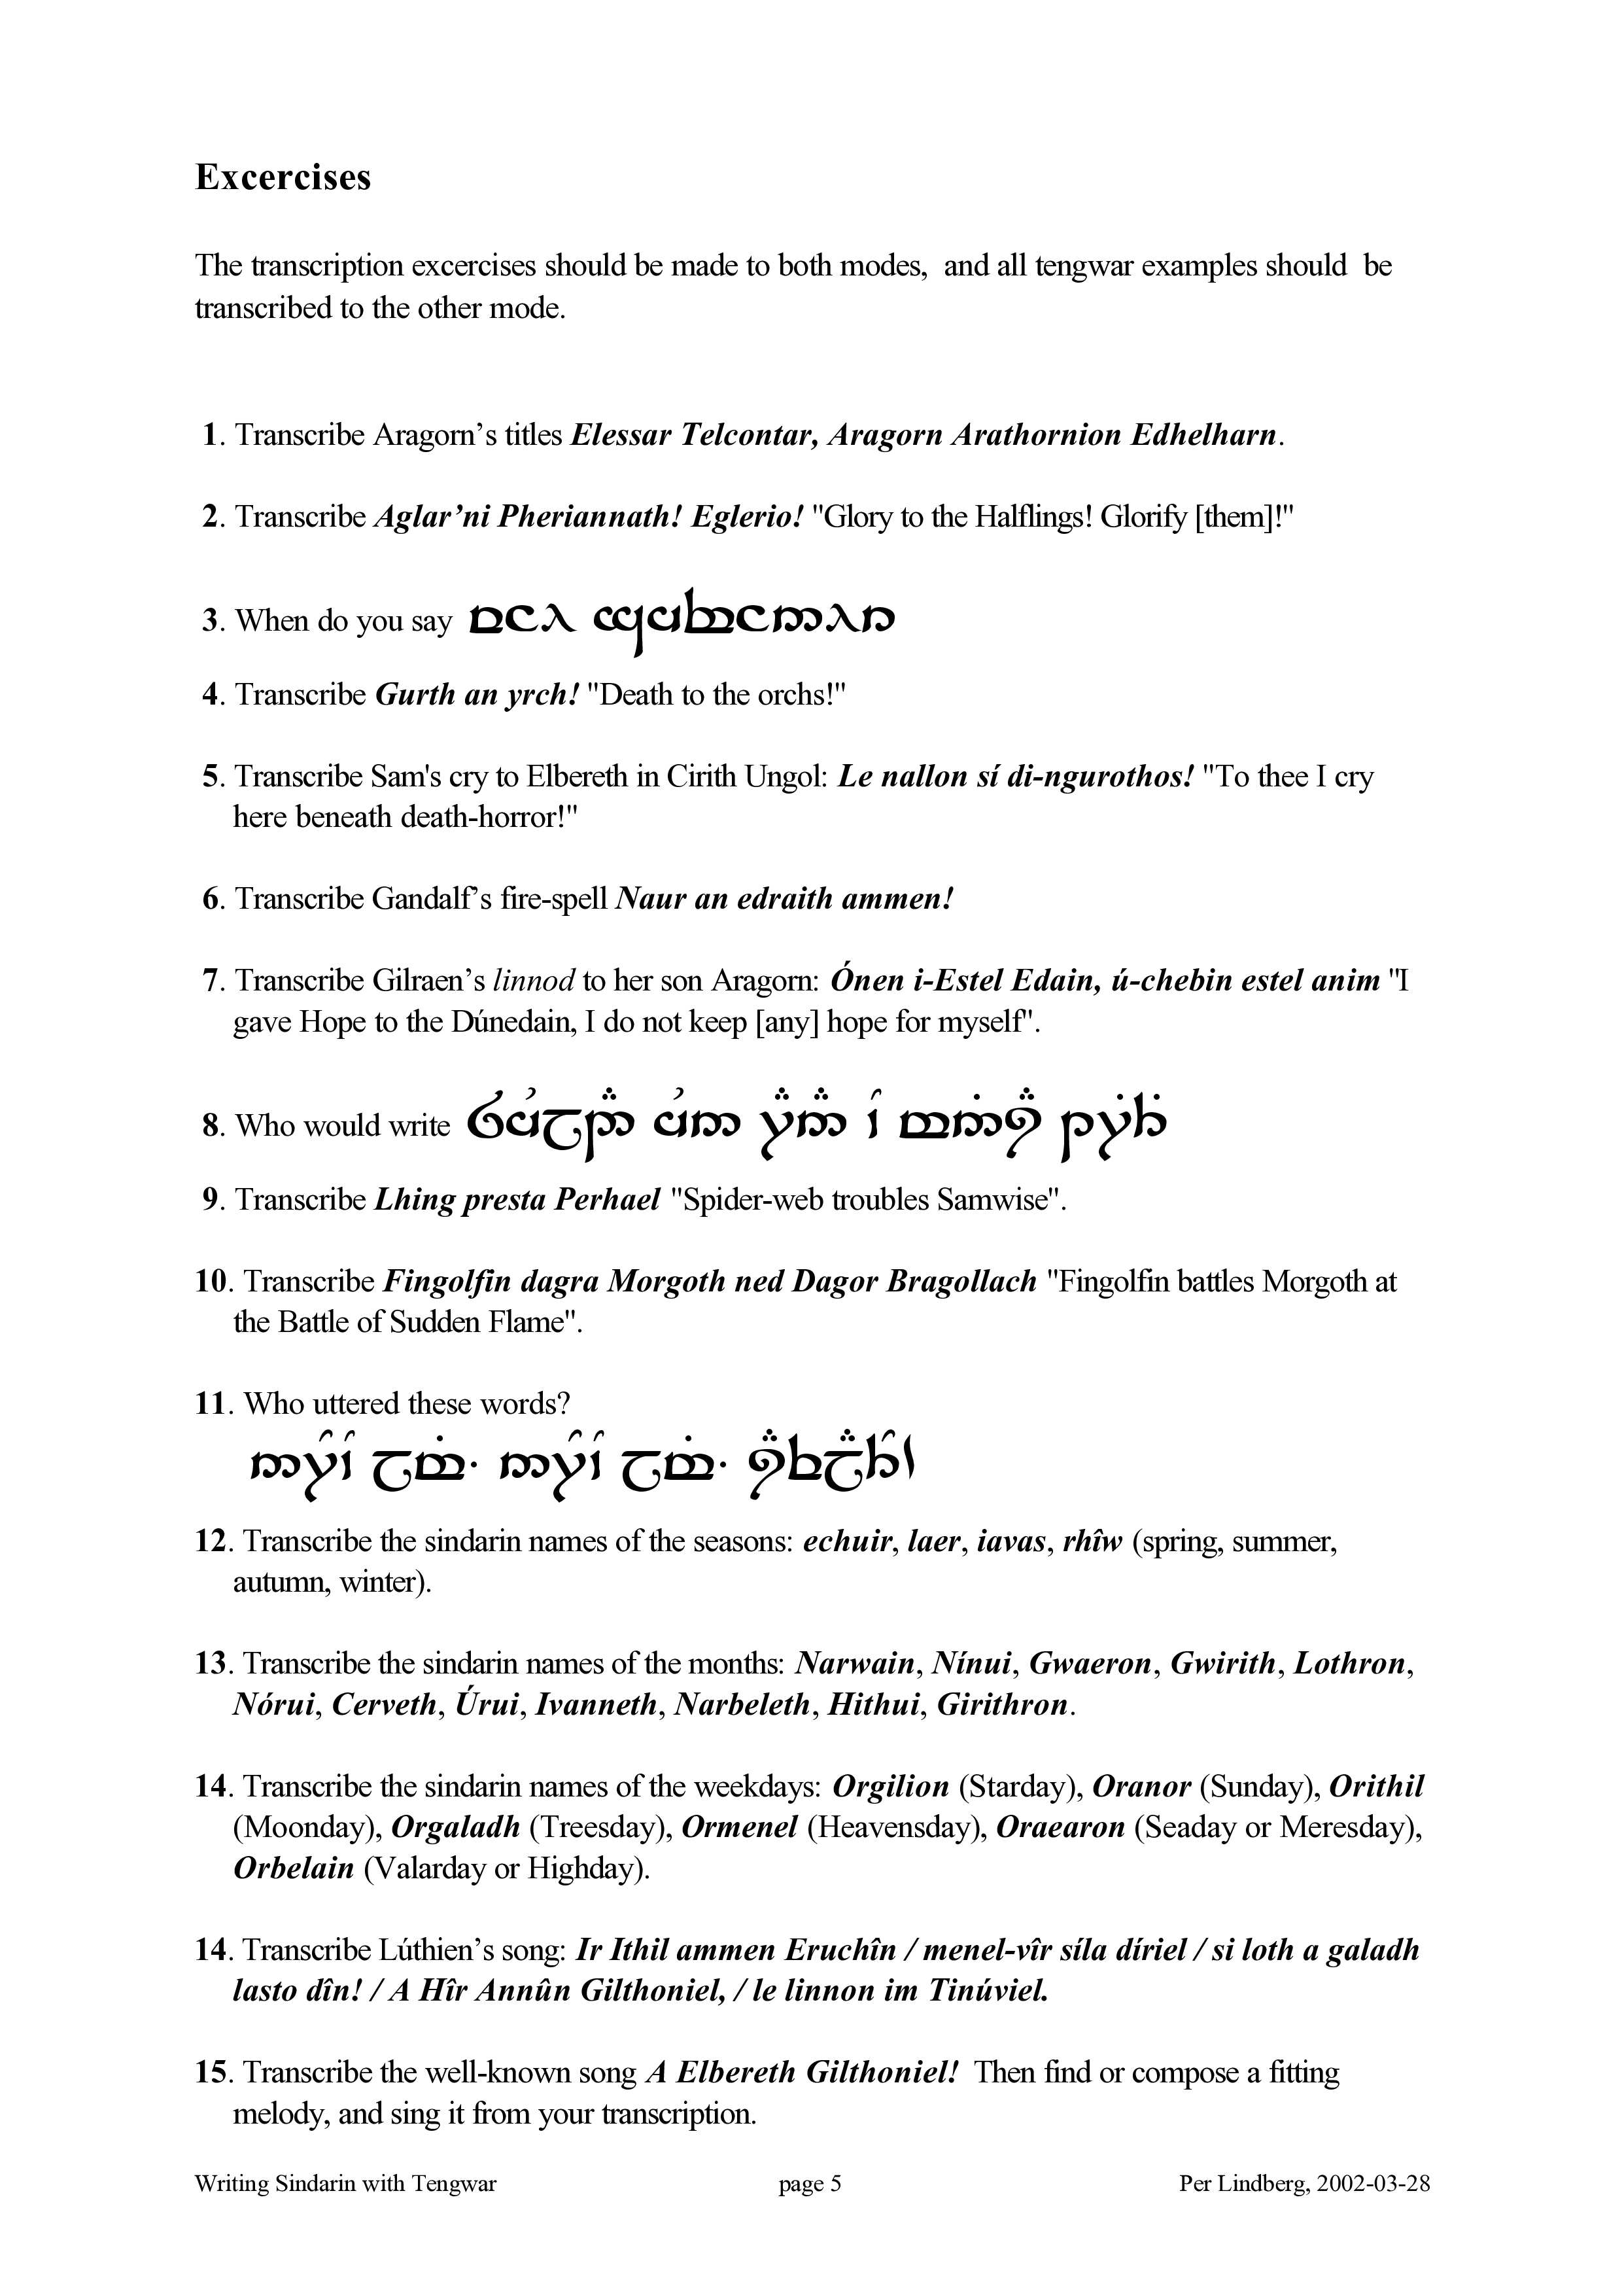 Excercises
The transcription excercises should be made to both modes,  and all tengwar examples should  be
transcribed to the other mode.
1. Transcribe Aragorn’s titles Elessar Telcontar, Aragorn Arathornion Edhelharn.
2. Transcribe Aglar’ni Pheriannath! Eglerio! "Glory to the Halflings! Glorify [them]!"
3. When do you say
4. Transcribe Gurth an yrch! "Death to the orchs!"
5. Transcribe Sam's cry to Elbereth in Cirith Ungol: Le nallon sí di-ngurothos! "To thee I cry
here beneath death-horror!"
6. Transcribe Gandalf’s fire-spell Naur an edraith ammen!
7. Transcribe Gilraen’s linnod to her son Aragorn: Ónen i-Estel Edain, ú-chebin estel anim "I
gave Hope to the Dúnedain, I do not keep [any] hope for myself".
8. Who would write
9. Transcribe Lhing presta Perhael "Spider-web troubles Samwise".
10. Transcribe Fingolfin dagra Morgoth ned Dagor Bragollach "Fingolfin battles Morgoth at
the Battle of Sudden Flame".
11. Who uttered these words?
12. Transcribe the sindarin names of the seasons: echuir, laer, iavas, rhîw (spring, summer,
autumn, winter).
13. Transcribe the sindarin names of the months: Narwain, Nínui, Gwaeron, Gwirith, Lothron,
Nórui, Cerveth, Úrui, Ivanneth, Narbeleth, Hithui, Girithron.
14. Transcribe the sindarin names of the weekdays: Orgilion (Starday), Oranor (Sunday), Orithil
(Moonday), Orgaladh (Treesday), Ormenel (Heavensday), Oraearon (Seaday or Meresday),
Orbelain (Valarday or Highday).
14. Transcribe Lúthien’s song: Ir Ithil ammen Eruchîn / menel-vîr síla díriel / si loth a galadh
lasto dîn! / A Hîr Annûn Gilthoniel, / le linnon im Tinúviel.
15. Transcribe the well-known song A Elbereth Gilthoniel!  Then find or compose a fitting
melody, and sing it from your transcription.
Writing Sindarin with Tengwar page 5 Per Lindberg, 2002-03-28